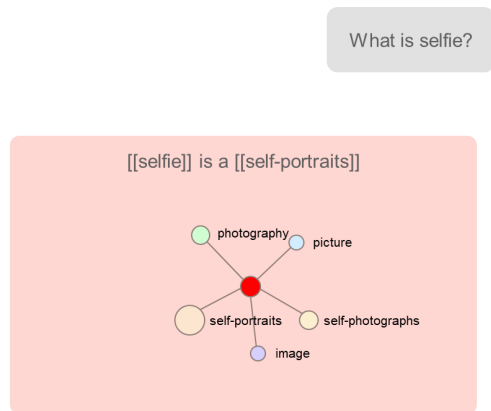 What is selfie?
[[selfie]] is a [[self-portraits]]
photography
picture
self-portraits
self-photographs
image